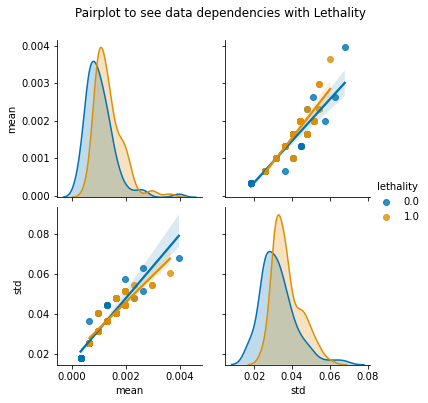 Pairplot to see data dependencies with Lethality
0.004
0.003
0.002
0.001
0.000
mean
lethality
0.0
1.0
0.08
0.06
0.04
0.02
std
0.000 0.002 0.004
mean
0.02 0.04 0.06 0.08
std